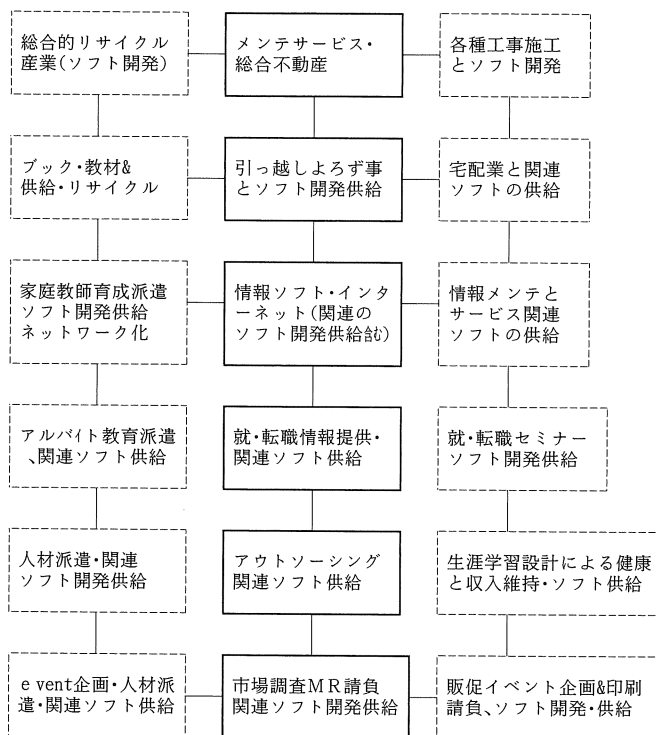 総合的リサイクル
産業(ソフト開発)
メンテサービス・
総合不動産
各種工事施工
とソフト開発
ブック・教材&
供給・リサイクル
引っ越しよろず事
とソフト開発供給
宅配業と関連
ソフトの供給
家庭教師育成派遣
ソフト開発供給
ネットワーク化
情報ソフト・インタ
ーネット(関連の
ソフト開発供給含む)
情報メンテと
サービス関連
ソフトの供給
アルバイト教育派遣
、関連ソフト供給
就・転職情報提供・
関連ソフト供給
就・転職セミナー
ソフト開発供給
人材派遣・関連
ソフト開発供給
アウトソーシング
関連ソフト供給
生涯学習設計による健康
と収入維持・ソフト供給
e vent企画・人材派
遣・関連ソフト供給
市場調査MR請負
関連ソフト開発供給
販促イベント企画&印刷
請負、ソフト開発・供給